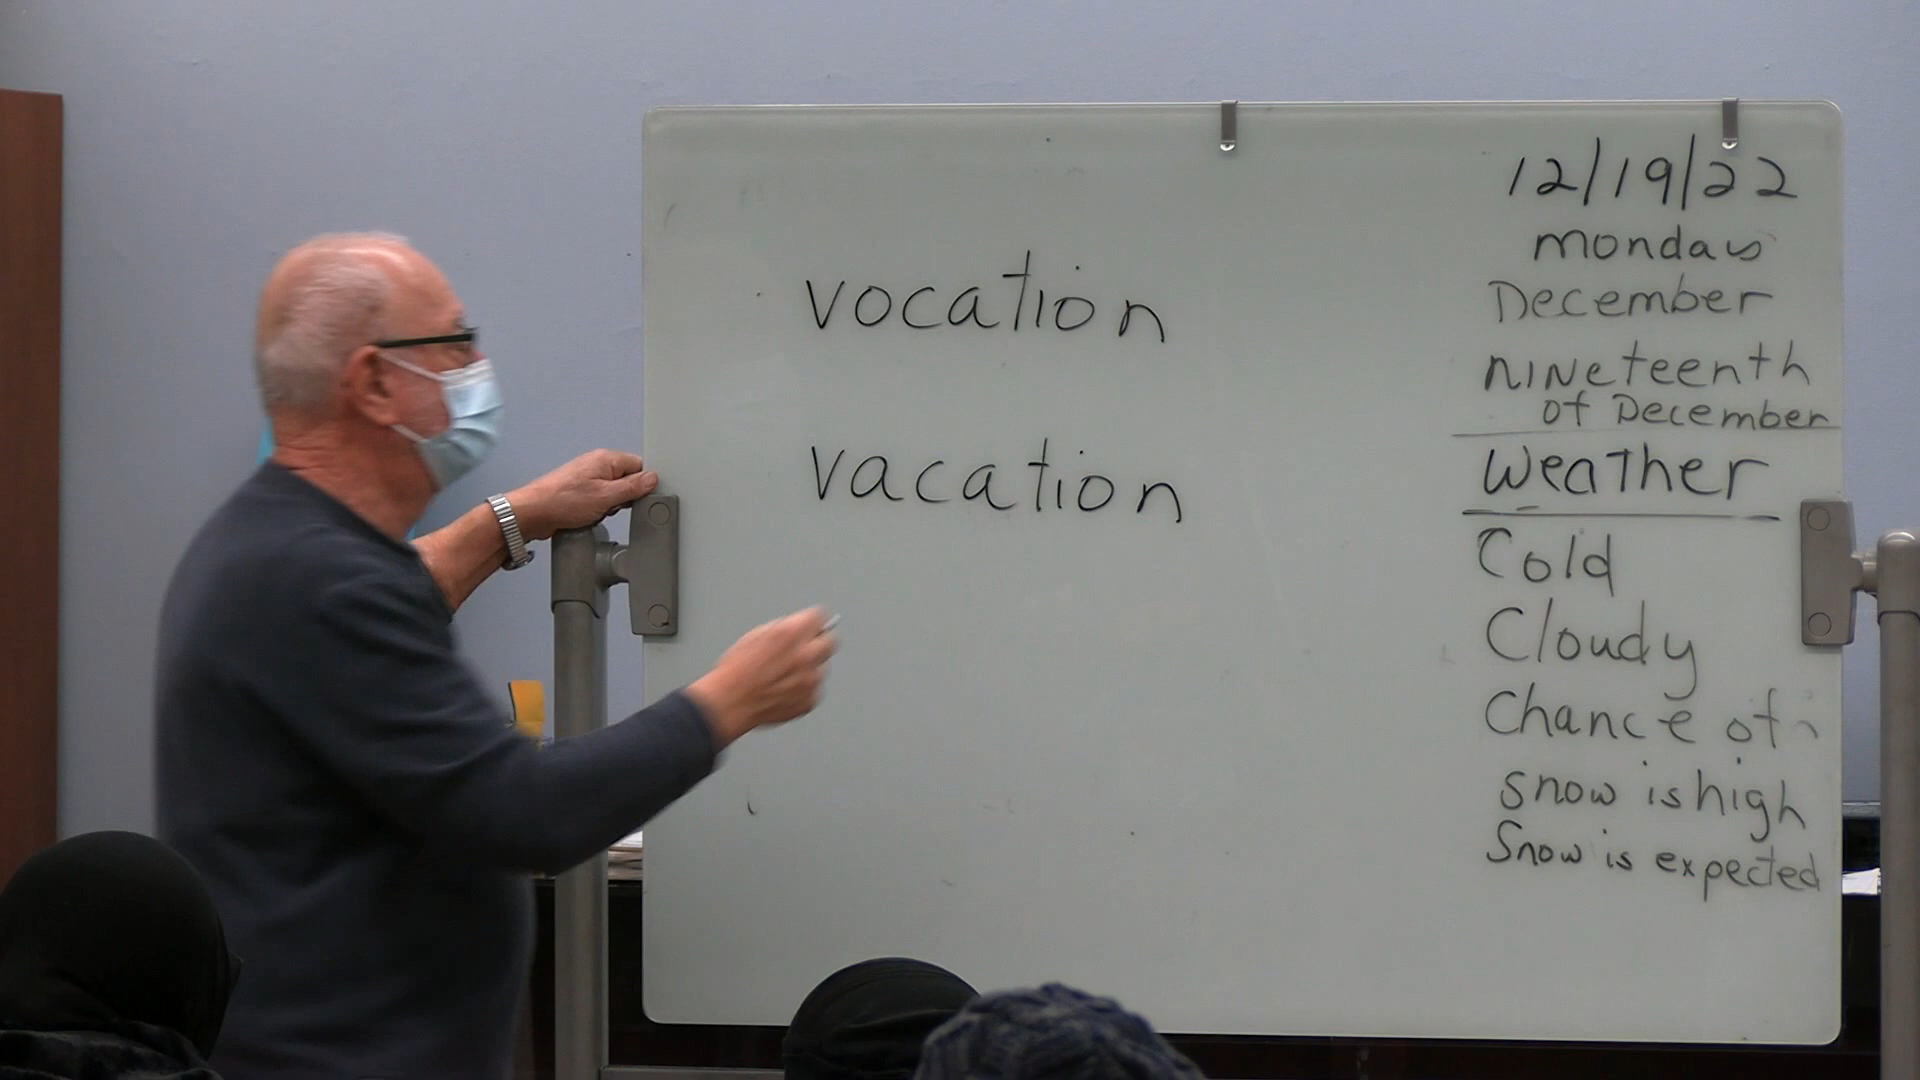 vocation
vacation
12/19/22
Monday
December
Nineteenth
of December
Weather
Cold
Cloudy
Chance of
snow is high
Snow is expected